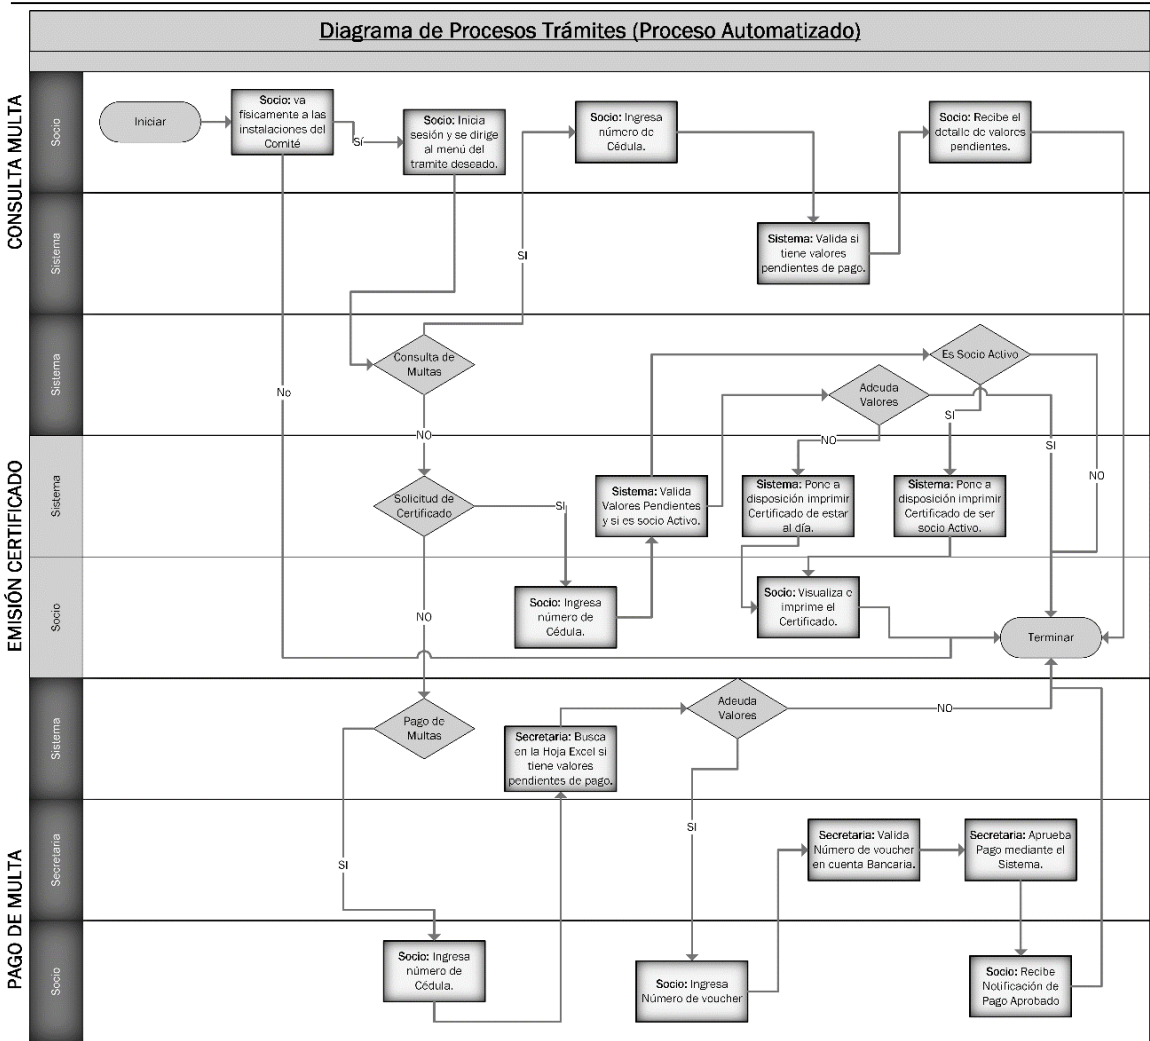 Diagrama de Procesos Trámites (Proceso Automatizado)
CONSULTA MULTA
Socio
Iniciar
Socio: va
físicamente a las
instalaciones del
Comité
Sí
Socio: Inicia
sesión y se dirige
al menú del
tramite deseado.
Socio: Ingresa
número de
Cédula.
Socio: Recibe el
detalle de valores
pendientes.
Sistema
SI
Sistema: Valida si
tiene valores
pendientes de pago.
Sistema
No
Consulta de
Multas
NO
Es Socio Activo
Adeuda
Valores
SI
NO
SI
NO
EMISIÓN CERTIFICADO
Sistema
Solicitud de
Certificado
SI
Sistema: Valida
Valores Pendientes
y si es socio Activo.
Sistema: Pone a
disposición imprimir
Certificado de estar
al día.
Sistema: Pone a
disposición imprimir
Certificado de ser
socio Activo.
Socio
NO
Socio: Ingresa
número de
Cédula.
Socio: Visualiza e
imprime el
Certificado.
Terminar
PAGO DE MULTA
Sistema
Pago de
Multas
Secretaria: Busca
en la Hoja Excel si
tiene valores
pendientes de pago.
Adeuda
Valores
NO
Secretaria
SI
SI
Secretaria: Valida
Número de voucher
en cuenta Bancaria.
Secretaria: Aprueba
Pago mediante el
Sistema.
Socio
Socio: Ingresa
número de
Cédula.
Socio: Ingresa
Número de voucher
Socio: Recibe
Notificación de
Pago Aprobado